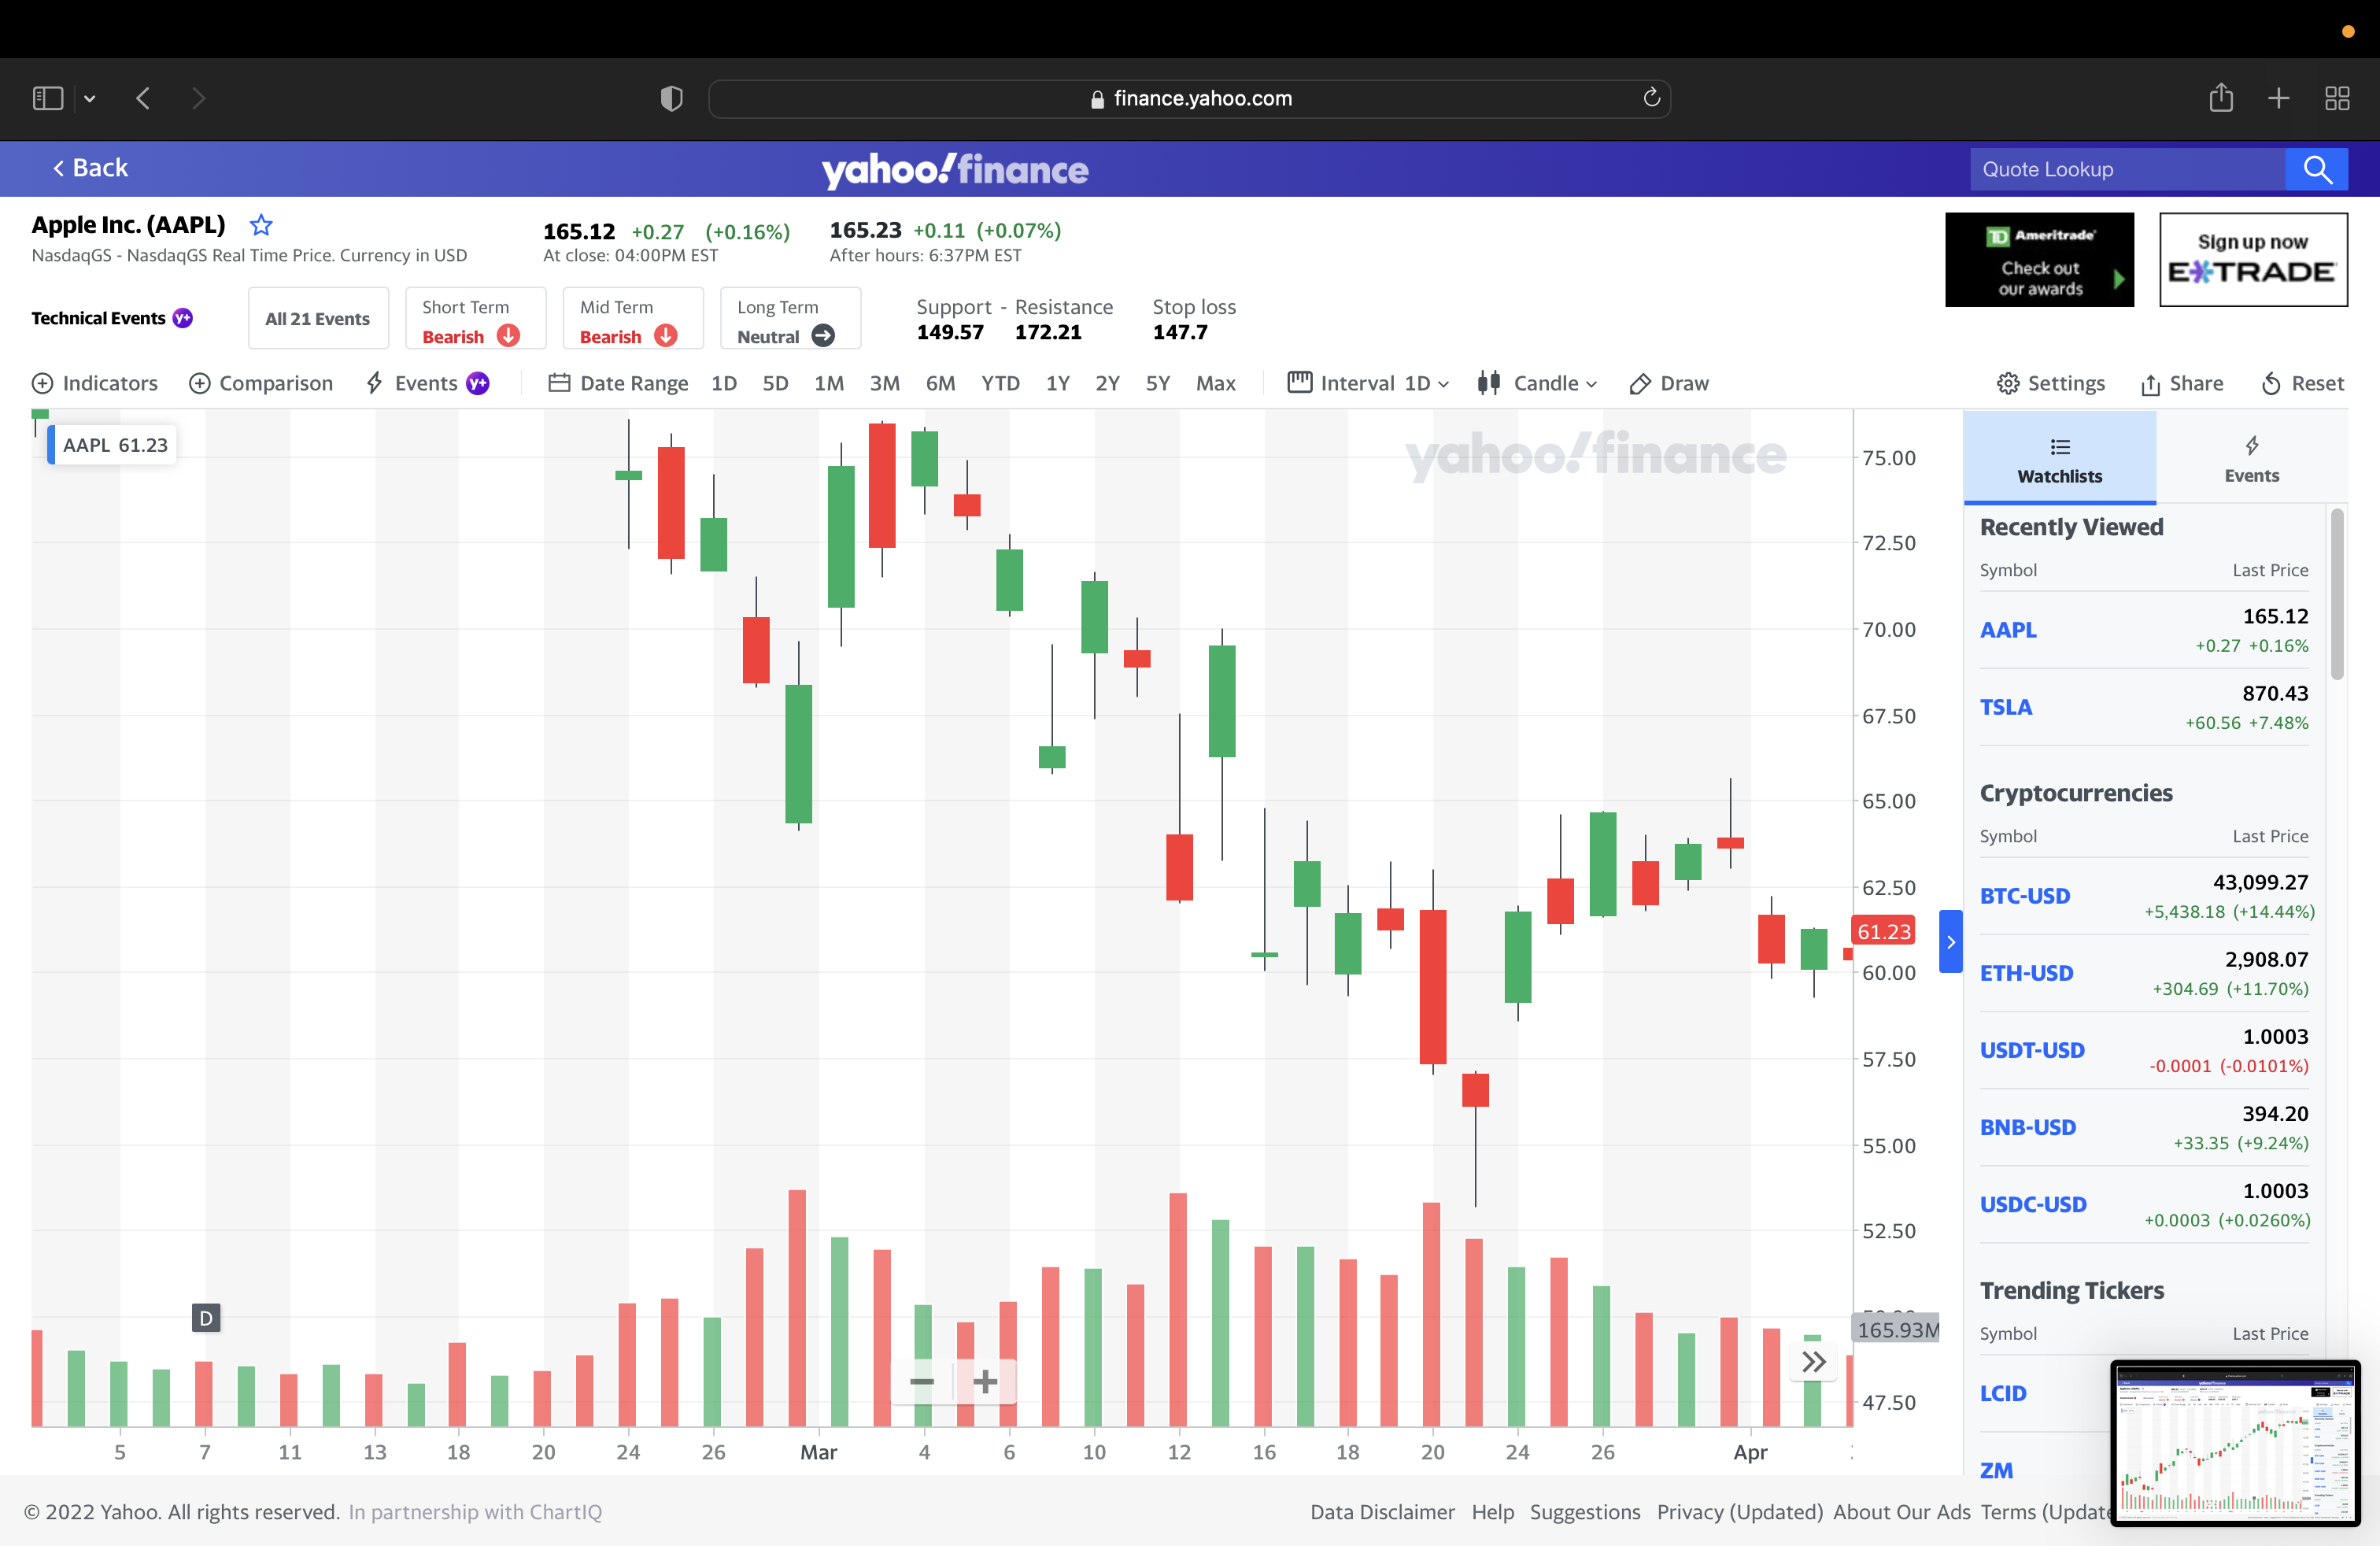 finance.yahoo.com
Back
yahoo!finance
Quote Lookup
Apple Inc. (AAPL)
165.12 +0.27 (+0.16%)
165.23 +0.11 (+0.07%)
NasdaqGS - NasdaqGS Real Time Price. Currency in USD
At close: 04:00PM EST
After hours: 6:37PM EST
TD Ameritrade
Check out
our awards
Sign up now
E*TRADE
Technical Events y+
All 21 Events
Short Term
Bearish
Mid Term
Bearish
Long Term
Neutral
Support - Resistance
149.57 172.21
Stop loss
147.7
Indicators
Comparison
Events y+
Date Range 1D 5D 1M 3M 6M YTD 1Y 2Y 5Y Max
Interval 1D
Candle
Draw
Settings
Share
Reset
AAPL 61.23
yahoo!finance
75.00
72.50
70.00
67.50
65.00
62.50
61.23
60.00
57.50
55.00
52.50
165.93M
47.50
D
5 7 11 13 18 20 24 26 Mar 4 6 10 12 16 18 20 24 26 Apr
Watchlists
Events
Recently Viewed
Symbol Last Price
AAPL 165.12
+0.27 +0.16%
TSLA 870.43
+60.56 +7.48%
Cryptocurrencies
Symbol Last Price
BTC-USD 43,099.27
+5,438.18 (+14.44%)
ETH-USD 2,908.07
+304.69 (+11.70%)
USDT-USD 1.0003
-0.0001 (-0.0101%)
BNB-USD 394.20
+33.35 (+9.24%)
USDC-USD 1.0003
+0.0003 (+0.0260%)
Trending Tickers
Symbol Last Price
LCID
ZM
© 2022 Yahoo. All rights reserved. In partnership with ChartIQ
Data Disclaimer Help Suggestions Privacy (Updated) About Our Ads Terms (Update